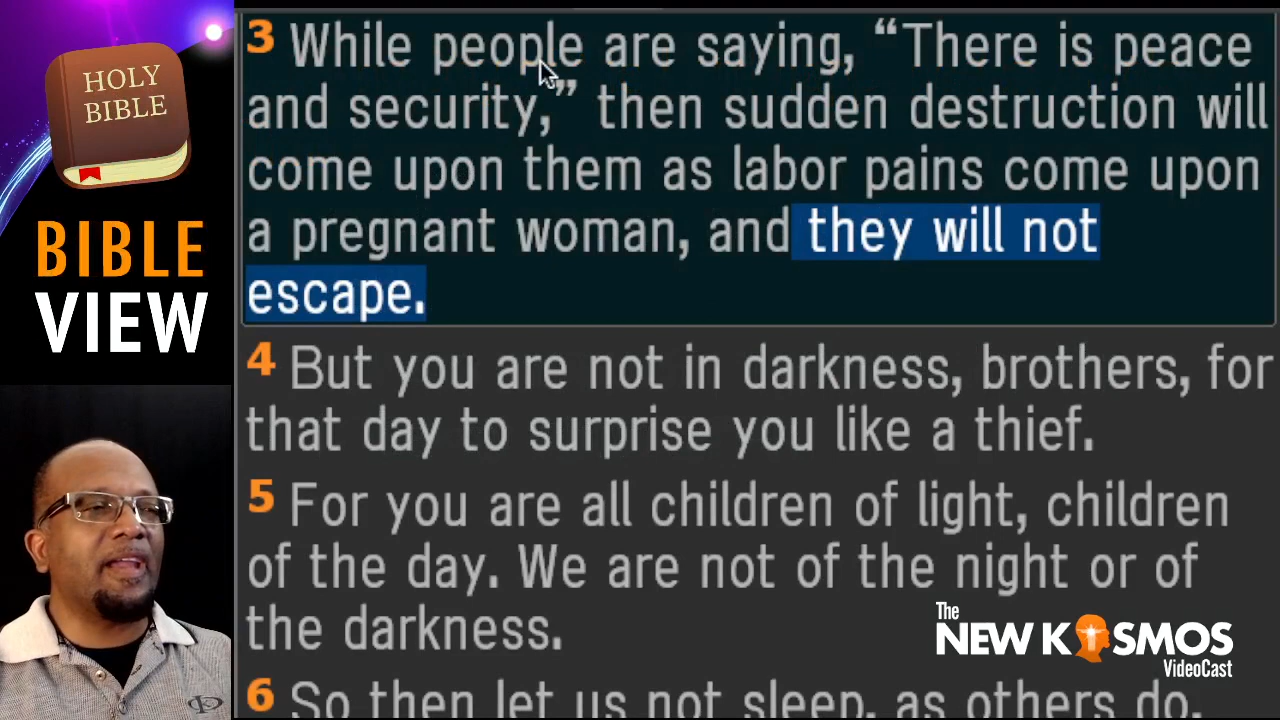 HOLY
BIBLE
BIBLE
VIEW
3 While people are saying, “There is peace
and security,” then sudden destruction will
come upon them as labor pains come upon
a pregnant woman, and they will not
escape.
4 But you are not in darkness, brothers, for
that day to surprise you like a thief.
5 For you are all children of light, children
of the day. We are not of the night or of
the darkness.
6 So then let us not sleep, as others do,
The
NEW KOSMOS
VideoCast